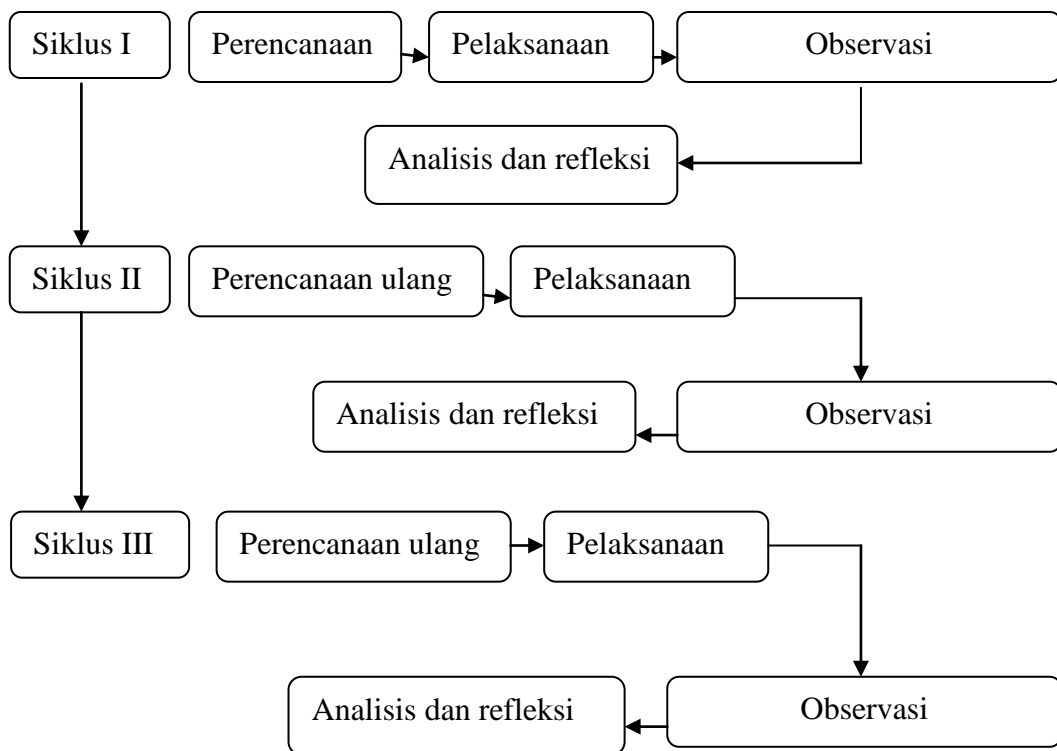 Siklus I
Perencanaan
Pelaksanaan
Observasi
Analisis dan refleksi
Siklus II
Perencanaan ulang
Pelaksanaan
Observasi
Analisis dan refleksi
Siklus III
Perencanaan ulang
Pelaksanaan
Observasi
Analisis dan refleksi